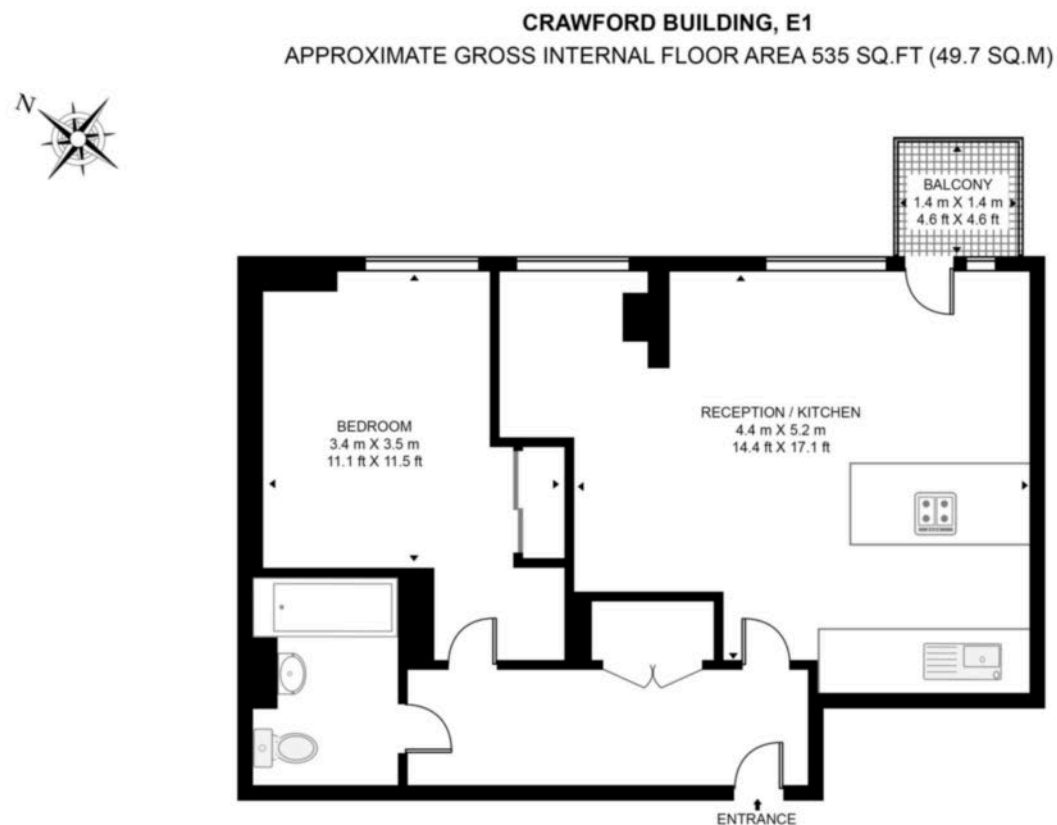 CRAWFORD BUILDING, E1
APPROXIMATE GROSS INTERNAL FLOOR AREA 535 SQ.FT (49.7 SQ.M)
N
BALCONY
1.4 m X 1.4 m
4.6 ft X 4.6 ft
BEDROOM
3.4 m X 3.5 m
11.1 ft X 11.5 ft
RECEPTION / KITCHEN
4.4 m X 5.2 m
14.4 ft X 17.1 ft
ENTRANCE